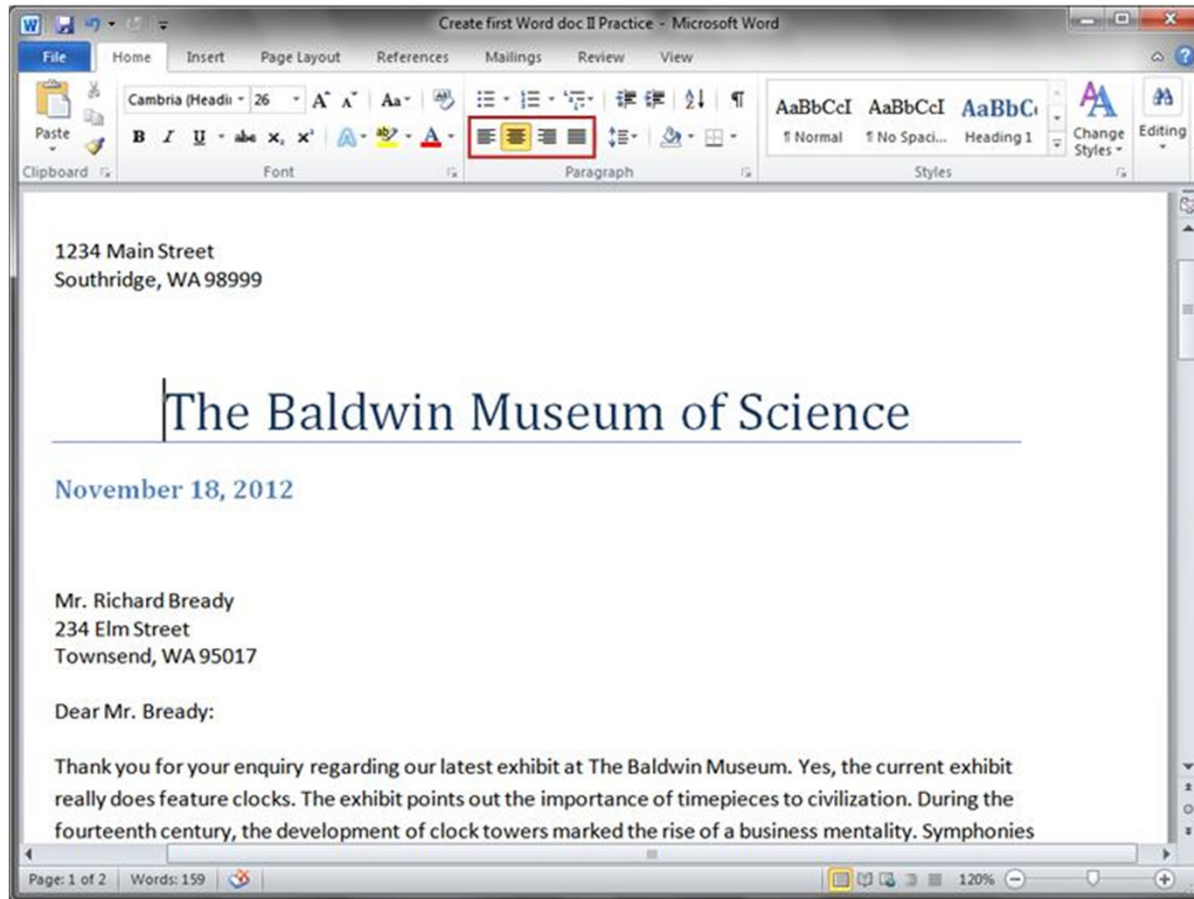 Create first Word doc II Practice - Microsoft Word
File Home Insert Page Layout References Mailings Review View
Cambria (Headi 26 A A Aa
AaBbCcI AaBbCcI AaBbC
Paste
B I U abc X₂ X² A ab A
¶ Normal ¶ No Spaci... Heading 1
Change Styles
Editing
Clipboard Font Paragraph Styles
1234 Main Street
Southridge, WA 98999
The Baldwin Museum of Science
November 18, 2012
Mr. Richard Bready
234 Elm Street
Townsend, WA 95017
Dear Mr. Bready:
Thank you for your enquiry regarding our latest exhibit at The Baldwin Museum. Yes, the current exhibit
really does feature clocks. The exhibit points out the importance of timepieces to civilization. During the
fourteenth century, the development of clock towers marked the rise of a business mentality. Symphonies
Page: 1 of 2 Words: 159 120%